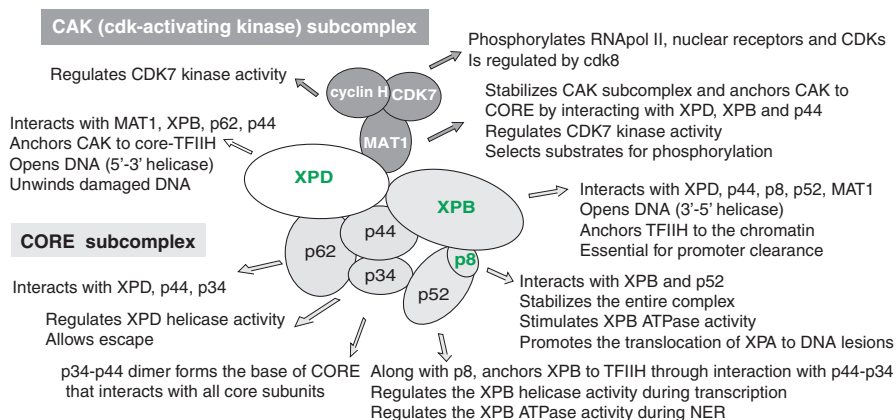 CAK (cdk-activating kinase) subcomplex
Phosphorylates RNApol II, nuclear receptors and CDKs
Is regulated by cdk8
Regulates CDK7 kinase activity
cyclin H
CDK7
MAT1
Stabilizes CAK subcomplex and anchors CAK to
CORE by interacting with XPD, XPB and p44
Regulates CDK7 kinase activity
Selects substrates for phosphorylation
Interacts with MAT1, XPB, p62, p44
Anchors CAK to core-TFIIH
Opens DNA (5'-3' helicase)
Unwinds damaged DNA
XPD
XPB
Interacts with XPD, p44, p8, p52, MAT1
Opens DNA (3'-5' helicase)
Anchors TFIIH to the chromatin
Essential for promoter clearance
CORE subcomplex
p62
p44
p34
p8
p52
Interacts with XPD, p44, p34
Interacts with XPB and p52
Stabilizes the entire complex
Stimulates XPB ATPase activity
Promotes the translocation of XPA to DNA lesions
Regulates XPD helicase activity
Allows escape
p34-p44 dimer forms the base of CORE
that interacts with all core subunits
Along with p8, anchors XPB to TFIIH through interaction with p44-p34
Regulates the XPB helicase activity during transcription
Regulates the XPB ATPase activity during NER